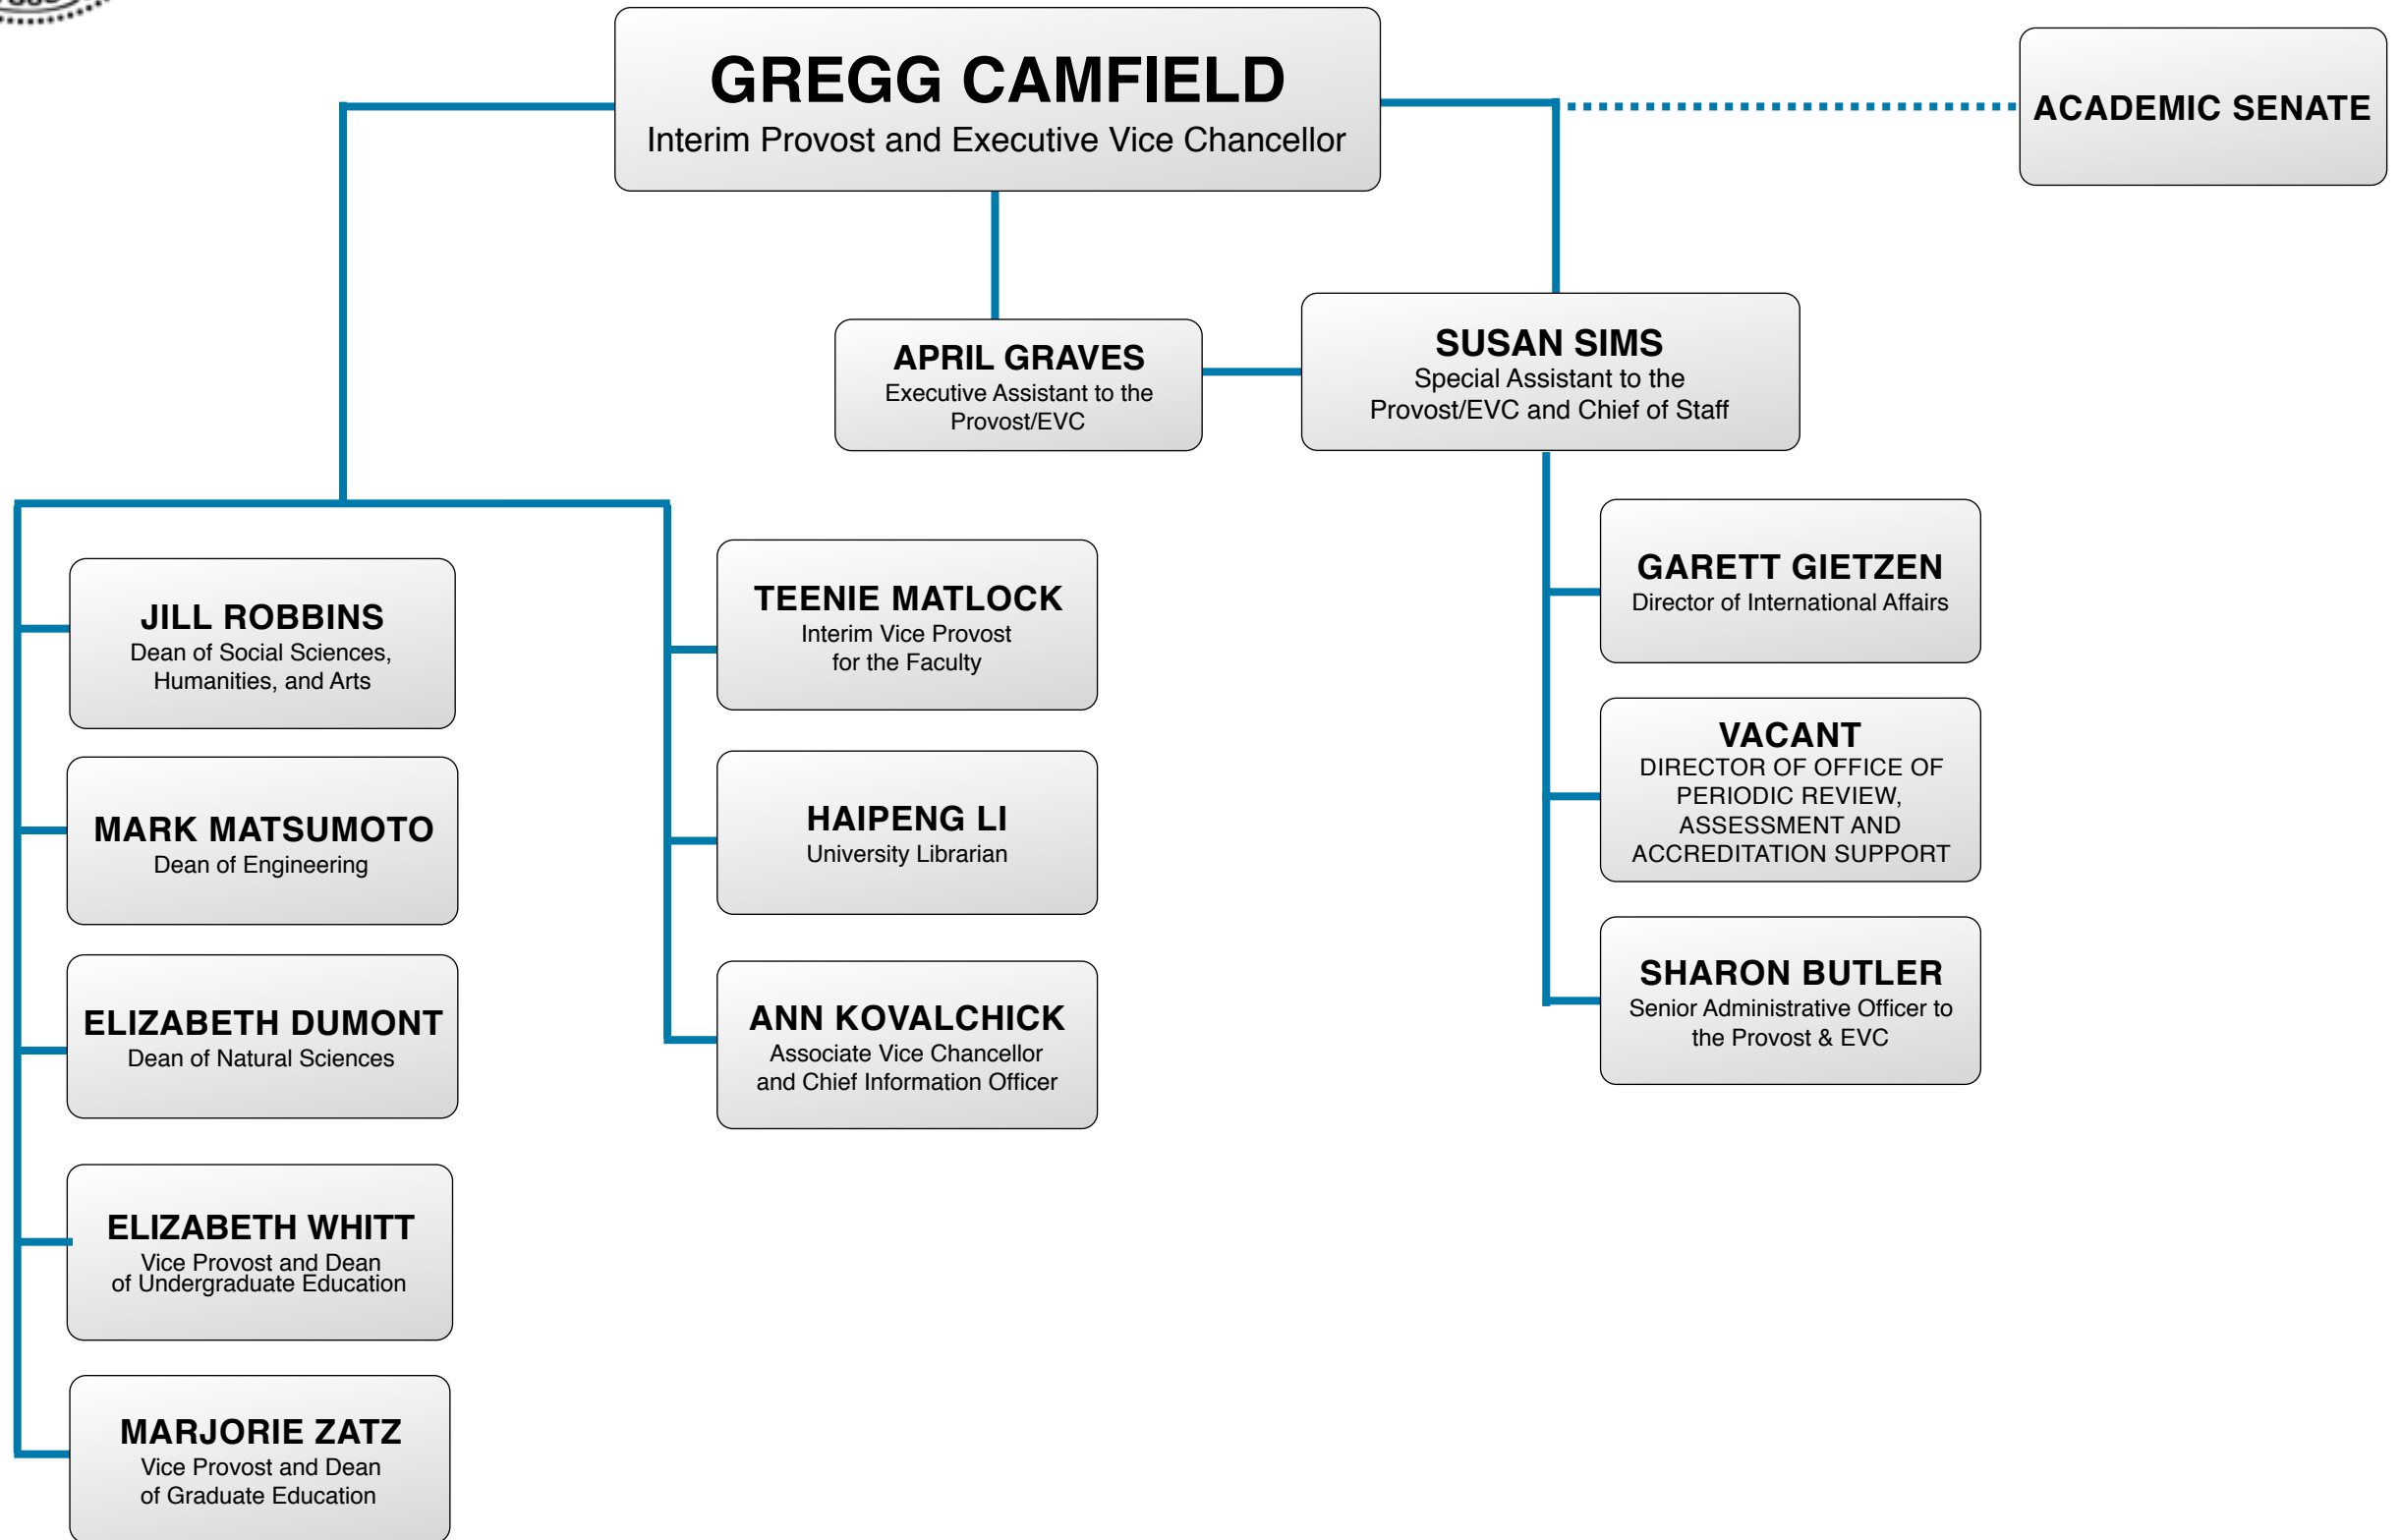 GREGG CAMFIELD
Interim Provost and Executive Vice Chancellor
ACADEMIC SENATE
APRIL GRAVES
Executive Assistant to the
Provost/EVC
SUSAN SIMS
Special Assistant to the
Provost/EVC and Chief of Staff
JILL ROBBINS
Dean of Social Sciences,
Humanities, and Arts
MARK MATSUMOTO
Dean of Engineering
ELIZABETH DUMONT
Dean of Natural Sciences
ELIZABETH WHITT
Vice Provost and Dean
of Undergraduate Education
MARJORIE ZATZ
Vice Provost and Dean
of Graduate Education
TEENIE MATLOCK
Interim Vice Provost
for the Faculty
HAIPENG LI
University Librarian
ANN KOVALCHICK
Associate Vice Chancellor
and Chief Information Officer
GARETT GIETZEN
Director of International Affairs
VACANT
DIRECTOR OF OFFICE OF
PERIODIC REVIEW,
ASSESSMENT AND
ACCREDITATION SUPPORT
SHARON BUTLER
Senior Administrative Officer to
the Provost & EVC